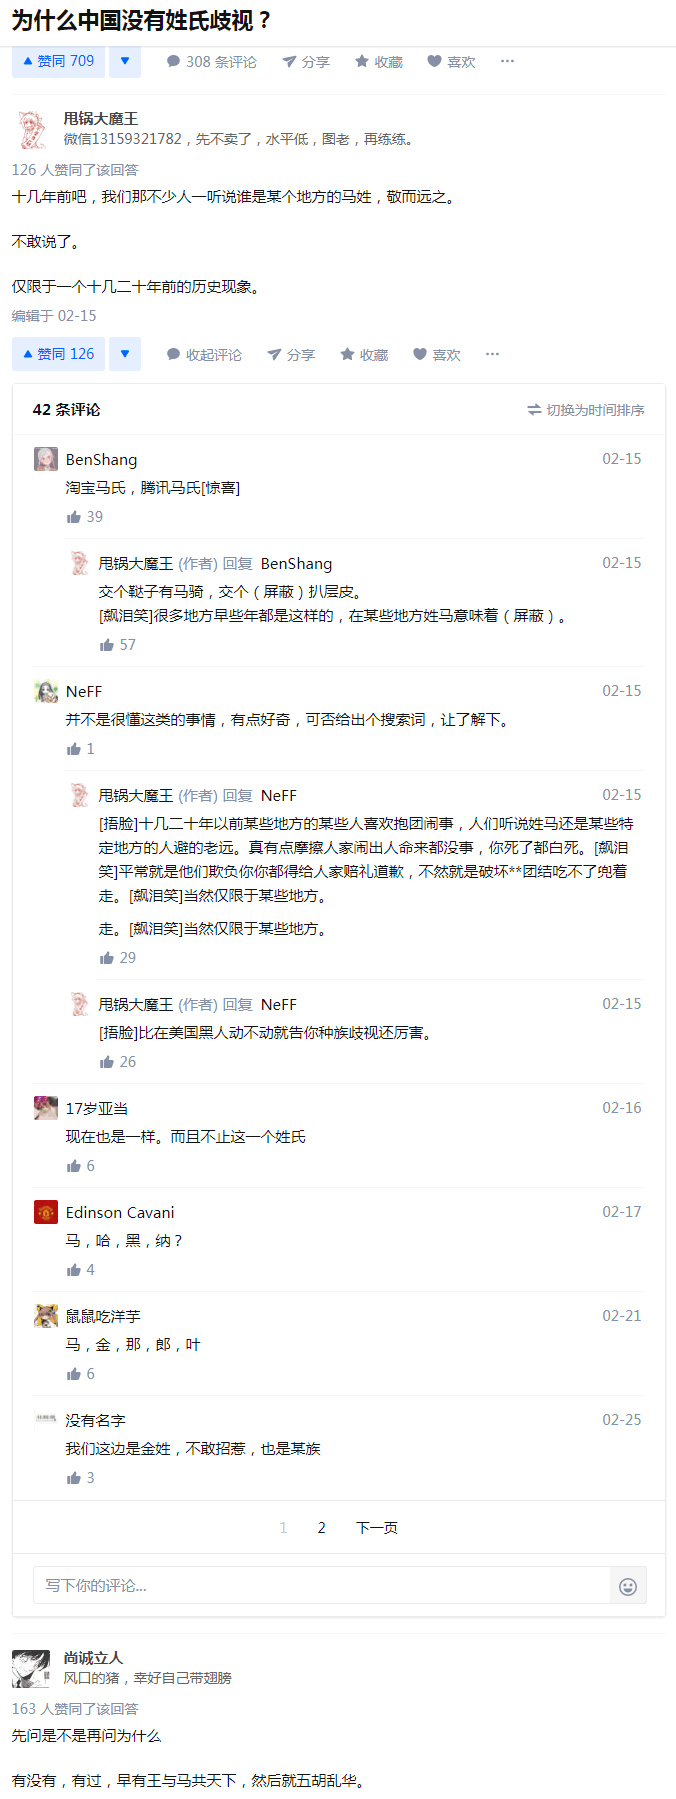 为什么中国没有姓氏歧视？
赞同 709
308 条评论
分享
收藏
喜欢
甩锅大魔王
微信13159321782，先不卖了，水平低，图老，再练练。
126 人赞同了该回答
十几年前吧，我们那不少人一听说谁是某个地方的马姓，敬而远之。
不敢说了。
仅限于一个十几二十年前的历史现象。
编辑于 02-15
赞同 126
收起评论
分享
收藏
喜欢
42 条评论
切换为时间排序
BenShang
02-15
淘宝马氏，腾讯马氏[惊喜]
39
甩锅大魔王 (作者) 回复 BenShang
02-15
交个鞑子有马骑，交个（屏蔽）扒层皮。
[飙泪笑]很多地方早些年都是这样的，在某些地方姓马意味着（屏蔽）。
57
NeFF
02-15
并不是很懂这类的事情，有点好奇，可否给出个搜索词，让了解下。
1
甩锅大魔王 (作者) 回复 NeFF
02-15
[捂脸]十几二十年以前某些地方的某些人喜欢抱团闹事，人们听说姓马还是某些特
定地方的人避的老远。真有点摩擦人家闹出人命来都没事，你死了都白死。[飙泪
笑]平常就是他们欺负你你都得给人家赔礼道歉，不然就是破坏**团结吃不了兜着
走。[飙泪笑]当然仅限于某些地方。
走。[飙泪笑]当然仅限于某些地方。
29
甩锅大魔王 (作者) 回复 NeFF
02-15
[捂脸]比在美国黑人动不动就告你种族歧视还厉害。
26
17岁亚当
02-16
现在也是一样。而且不止这一个姓氏
6
Edinson Cavani
02-17
马，哈，黑，纳？
4
鼠鼠吃洋芋
02-21
马，金，那，郎，叶
6
没有名字
02-25
我们这边是金姓，不敢招惹，也是某族
3
1 2 下一页
写下你的评论...
尚诚立人
风口的猪，幸好自己带翅膀
163 人赞同了该回答
先问是不是再问为什么
有没有，有过，早有王与马共天下，然后就五胡乱华。